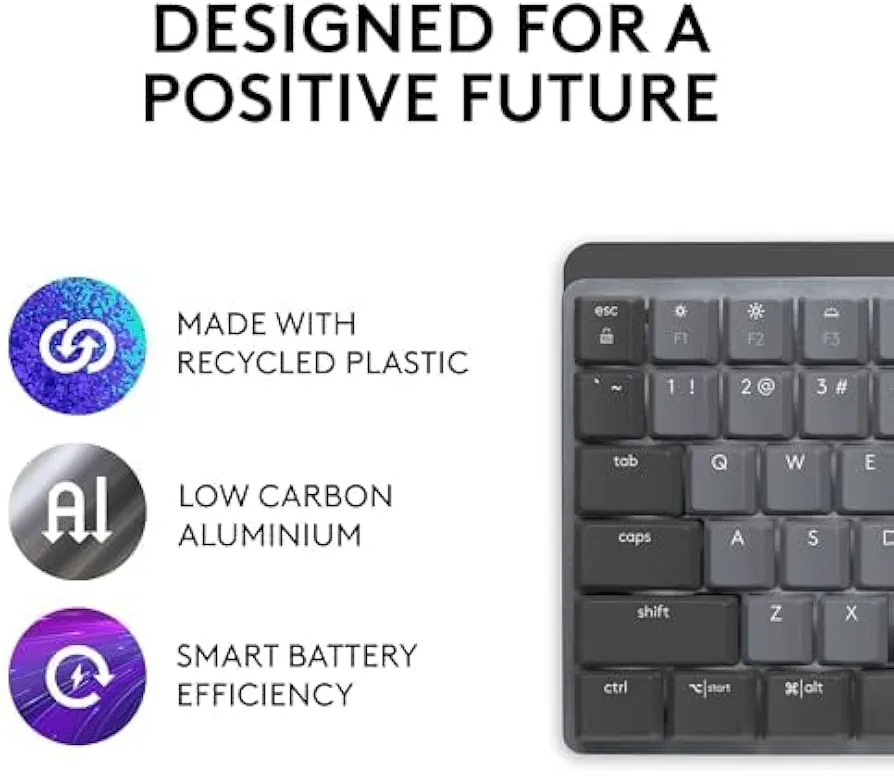 DESIGNED FOR A
POSITIVE FUTURE
MADE WITH
RECYCLED PLASTIC
AI
LOW CARBON
ALUMINIUM
SMART BATTERY
EFFICIENCY
esc F1 F2 F3
` ~ 1 ! 2 @ 3 #
tab Q W E
caps A S
shift Z X
ctrl ⌥|start ⌘|alt